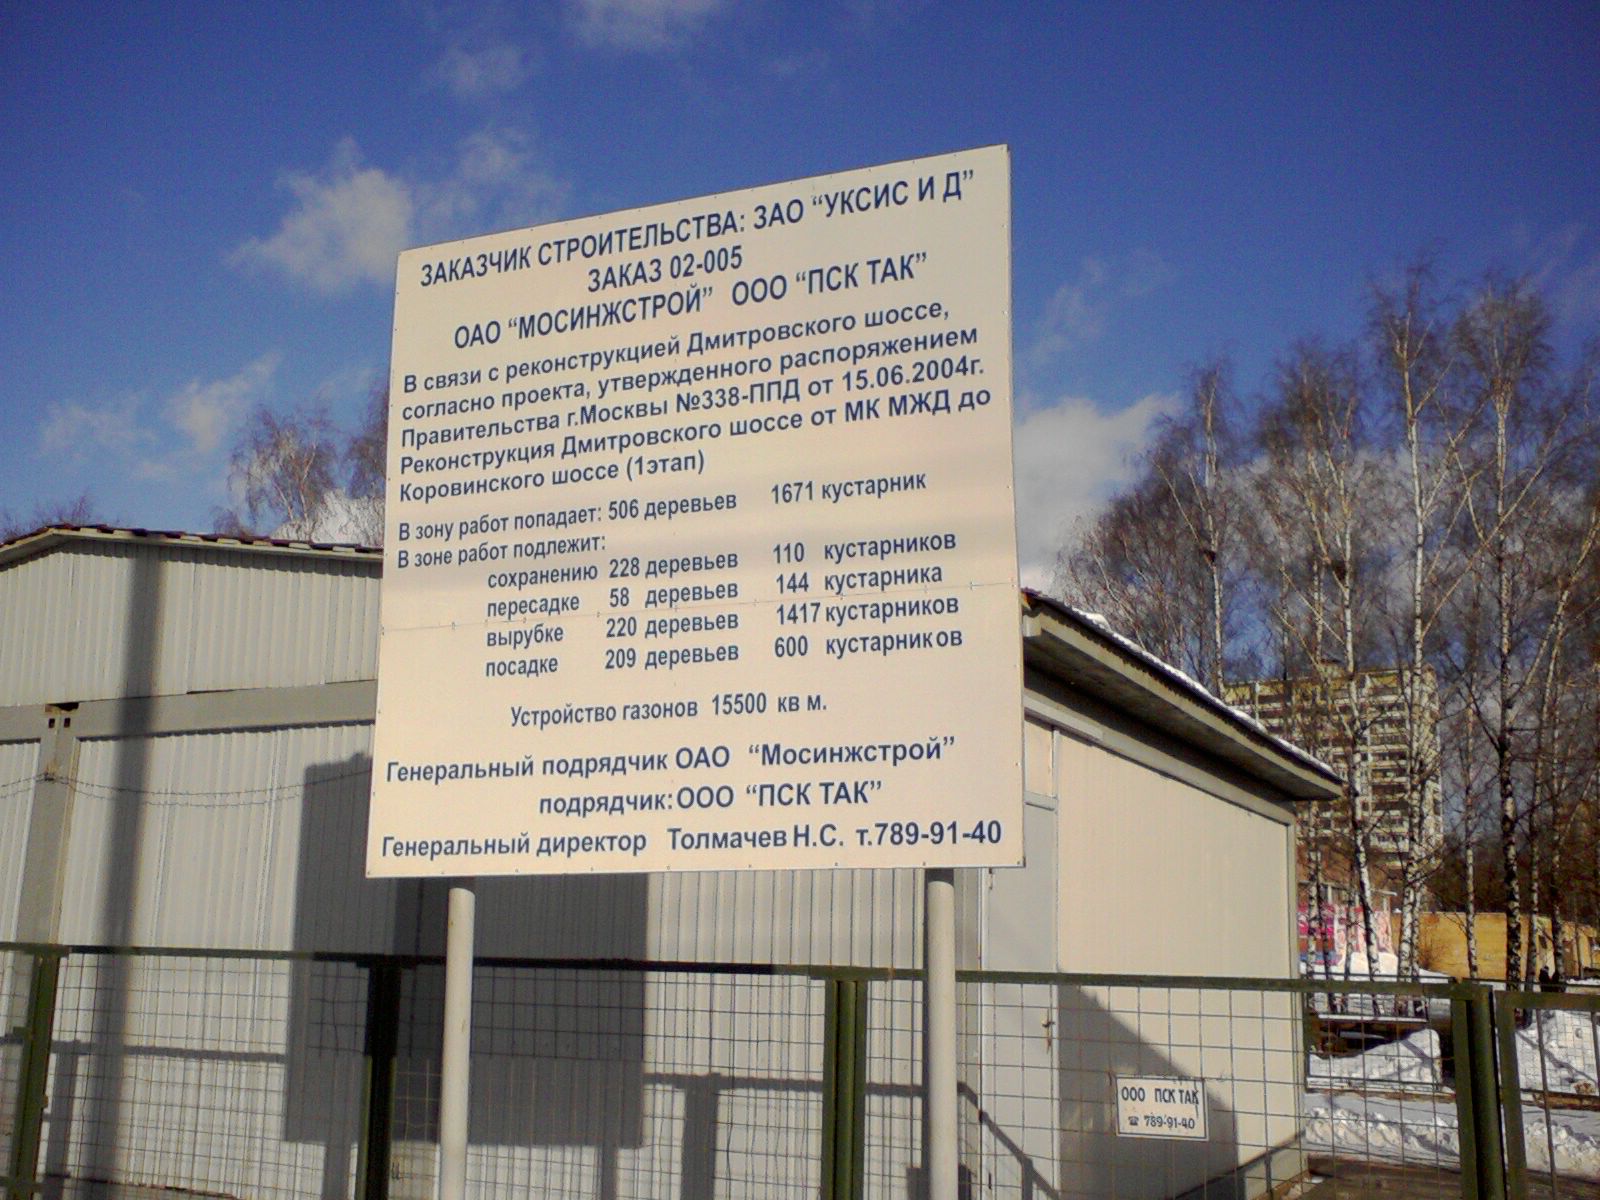 ЗАКАЗЧИК СТРОИТЕЛЬСТВА: ЗАО “УКСИС И Д”
ЗАКАЗ 02-005
ОАО “МОСИНЖСТРОЙ” ООО “ПСК ТАК”
В связи с реконструкцией Дмитровского шоссе,
согласно проекта, утвержденного распоряжением
Правительства г.Москвы №338-ППД от 15.06.2004г.
Реконструкция Дмитровского шоссе от МК МЖД до
Коровинского шоссе (1этап)
В зону работ попадает: 506 деревьев 1671 кустарник
В зоне работ подлежит:
сохранению 228 деревьев 110 кустарников
пересадке 58 деревьев 144 кустарника
вырубке 220 деревьев 1417 кустарников
посадке 209 деревьев 600 кустарников
Устройство газонов 15500 кв м.
Генеральный подрядчик ОАО “Мосинжстрой”
подрядчик: ООО “ПСК ТАК”
Генеральный директор Толмачев Н.С. т.789-91-40
ООО ПСК ТАК
☎ 789-91-40